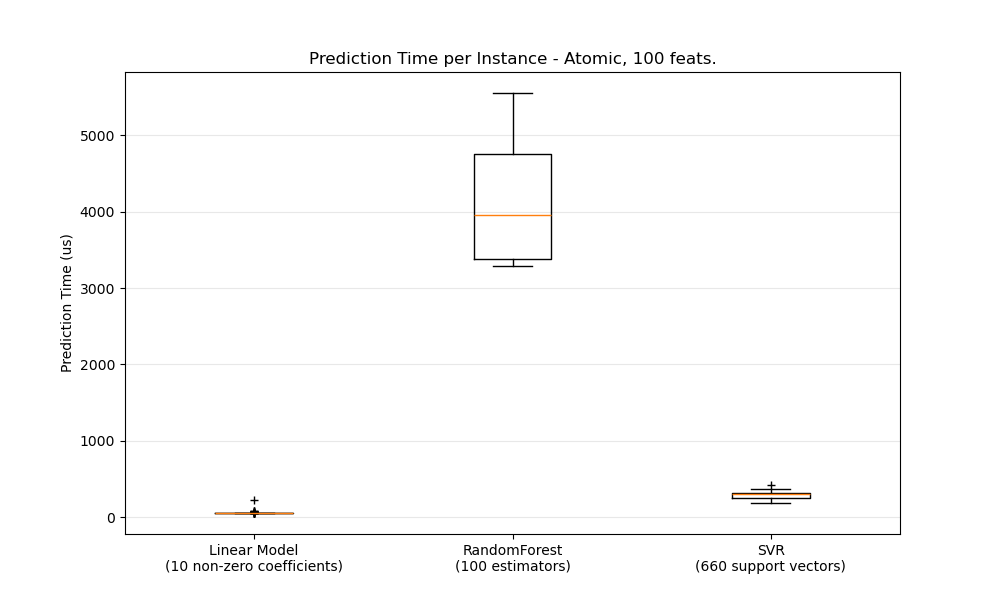 Prediction Time per Instance - Atomic, 100 feats.
Prediction Time (us)
5000
4000
3000
2000
1000
0
Linear Model
(10 non-zero coefficients)
RandomForest
(100 estimators)
SVR
(660 support vectors)